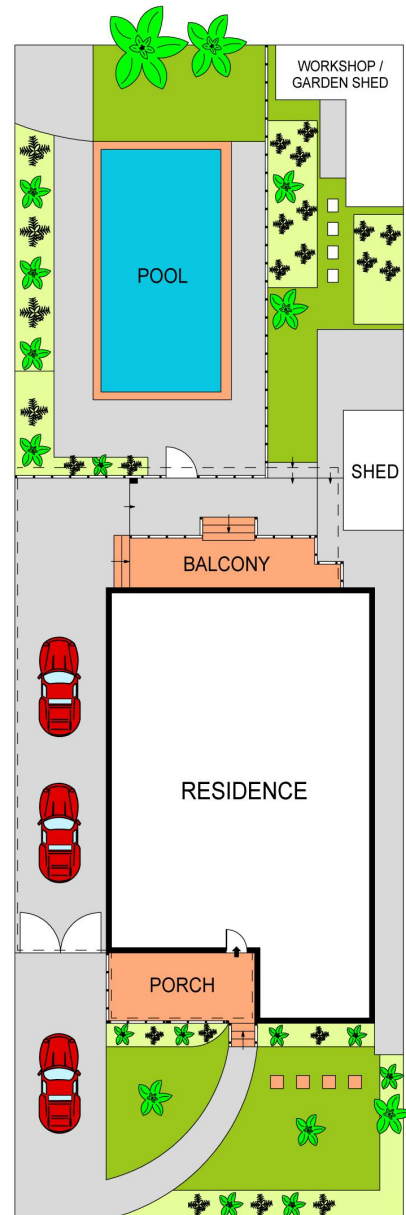 WORKSHOP /
GARDEN SHED
POOL
SHED
BALCONY
RESIDENCE
PORCH